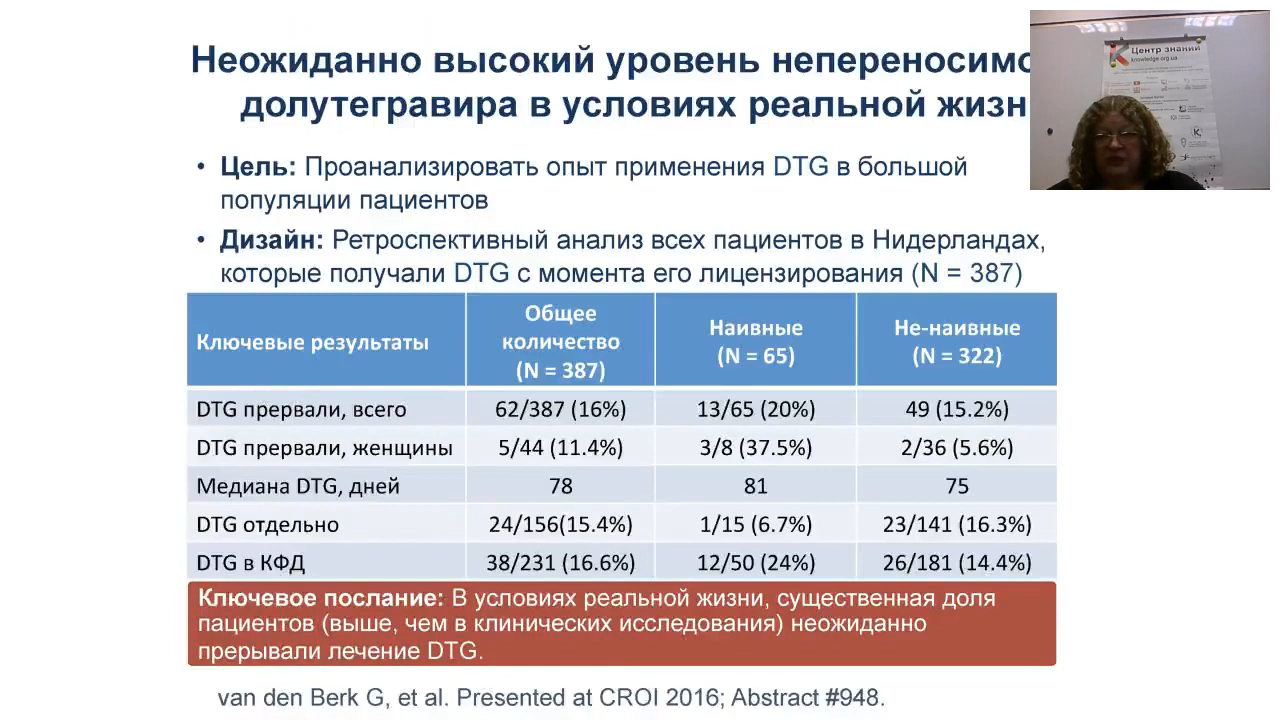 Неожиданно высокий уровень непереносимо
долутегравира в условиях реальной жизн
Центр знаний
knowledge.org.ua
• Цель: Проанализировать опыт применения DTG в большой
популяции пациентов
• Дизайн: Ретроспективный анализ всех пациентов в Нидерландах,
которые получали DTG с момента его лицензирования (N = 387)
Ключевые результаты
Общее
количество
(N = 387)
Наивные
(N = 65)
Не-наивные
(N = 322)
DTG прервали, всего 62/387 (16%) 13/65 (20%) 49 (15.2%)
DTG прервали, женщины 5/44 (11.4%) 3/8 (37.5%) 2/36 (5.6%)
Медиана DTG, дней 78 81 75
DTG отдельно 24/156(15.4%) 1/15 (6.7%) 23/141 (16.3%)
DTG в КФД 38/231 (16.6%) 12/50 (24%) 26/181 (14.4%)
Ключевое послание: В условиях реальной жизни, существенная доля
пациентов (выше, чем в клинических исследования) неожиданно
прерывали лечение DTG.
van den Berk G, et al. Presented at CROI 2016; Abstract #948.